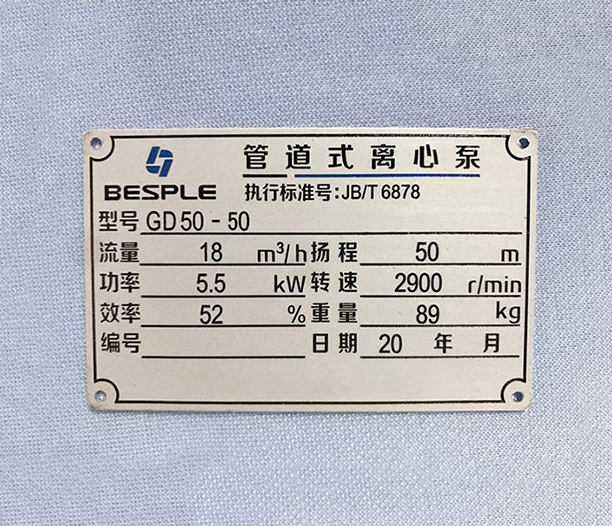 管道式离心泵
BESPLE 执行标准号:JB/T 6878
型号 GD50-50
流量 18 m³/h 扬程 50 m
功率 5.5 kW 转速 2900 r/min
效率 52 % 重量 89 kg
编号 日期 20 年 月